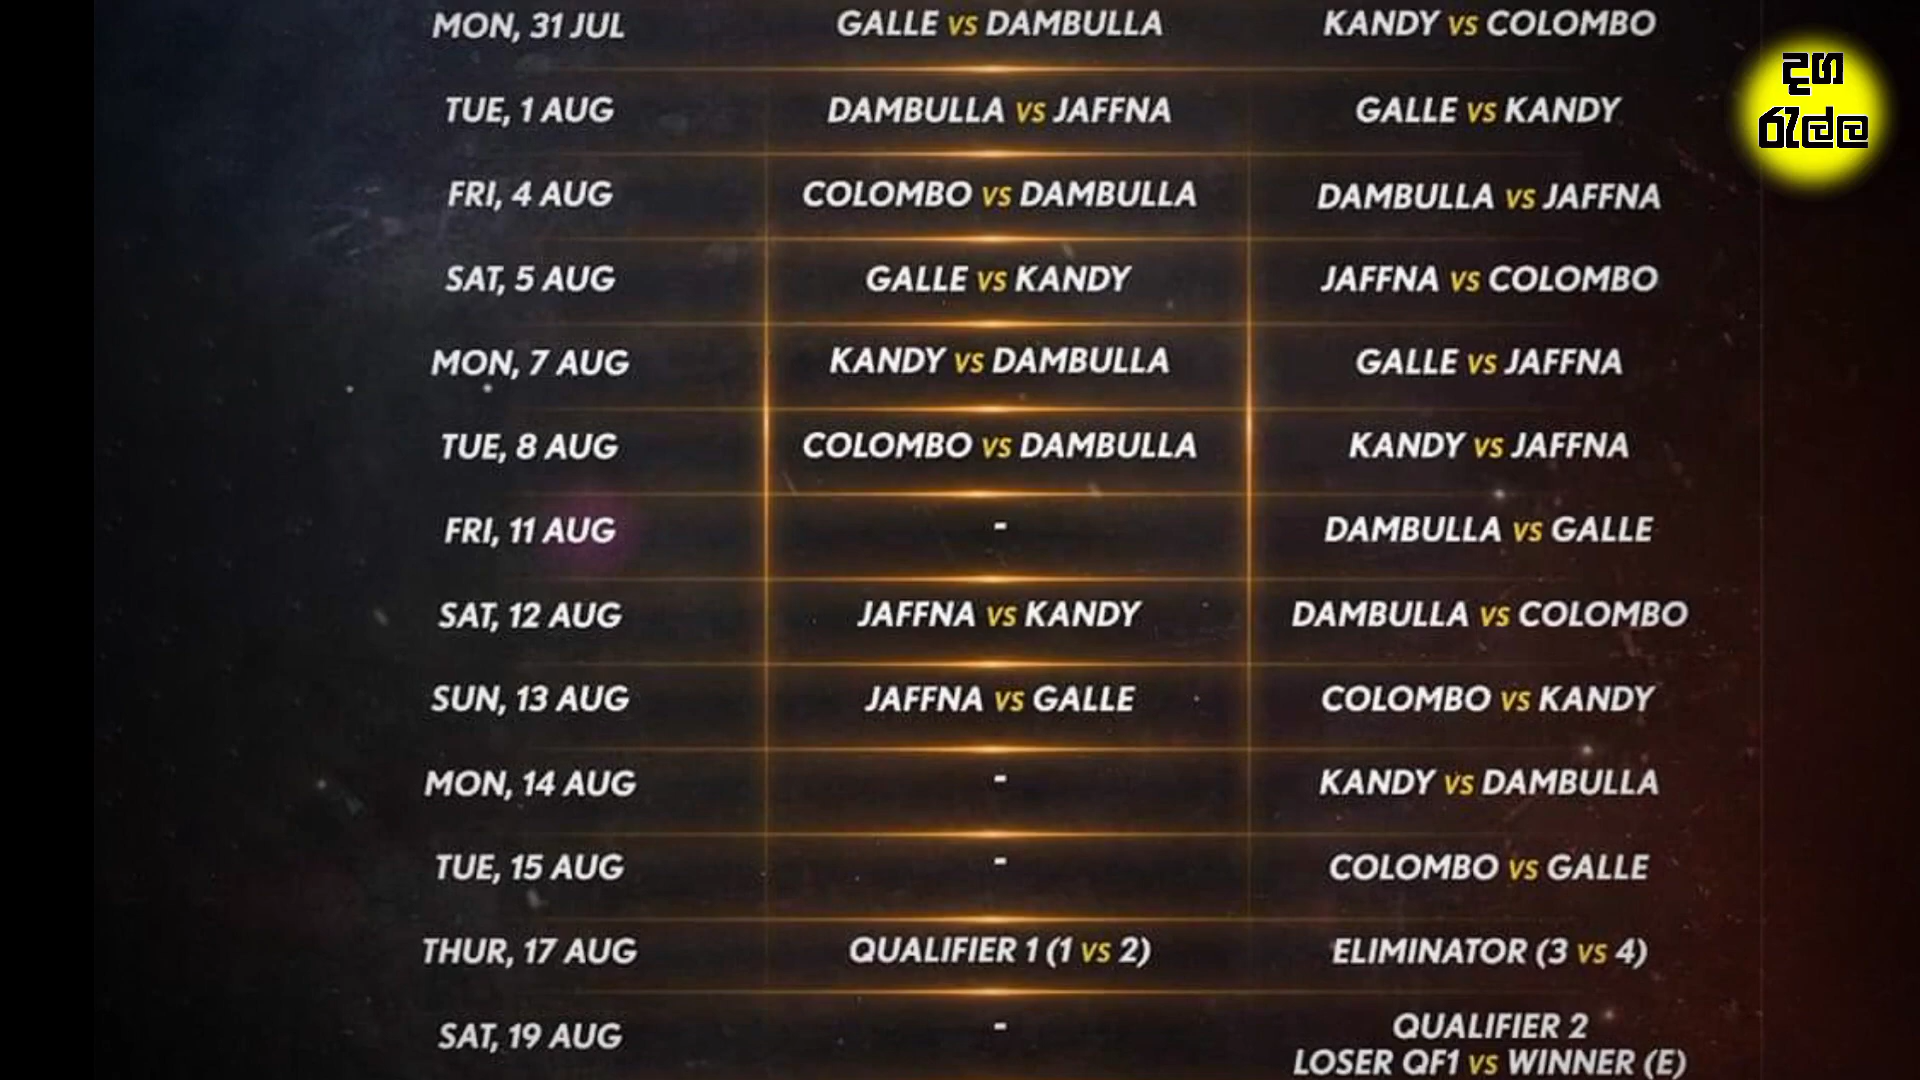 MON, 31 JUL GALLE VS DAMBULLA KANDY VS COLOMBO
දඟ
රැල්ල
TUE, 1 AUG DAMBULLA VS JAFFNA GALLE VS KANDY
FRI, 4 AUG COLOMBO VS DAMBULLA DAMBULLA VS JAFFNA
SAT, 5 AUG GALLE VS KANDY JAFFNA VS COLOMBO
MON, 7 AUG KANDY VS DAMBULLA GALLE VS JAFFNA
TUE, 8 AUG COLOMBO VS DAMBULLA KANDY VS JAFFNA
FRI, 11 AUG - DAMBULLA VS GALLE
SAT, 12 AUG JAFFNA VS KANDY DAMBULLA VS COLOMBO
SUN, 13 AUG JAFFNA VS GALLE COLOMBO VS KANDY
MON, 14 AUG - KANDY VS DAMBULLA
TUE, 15 AUG - COLOMBO VS GALLE
THUR, 17 AUG QUALIFIER 1 (1 VS 2) ELIMINATOR (3 VS 4)
SAT, 19 AUG - QUALIFIER 2
LOSER QF1 VS WINNER (E)